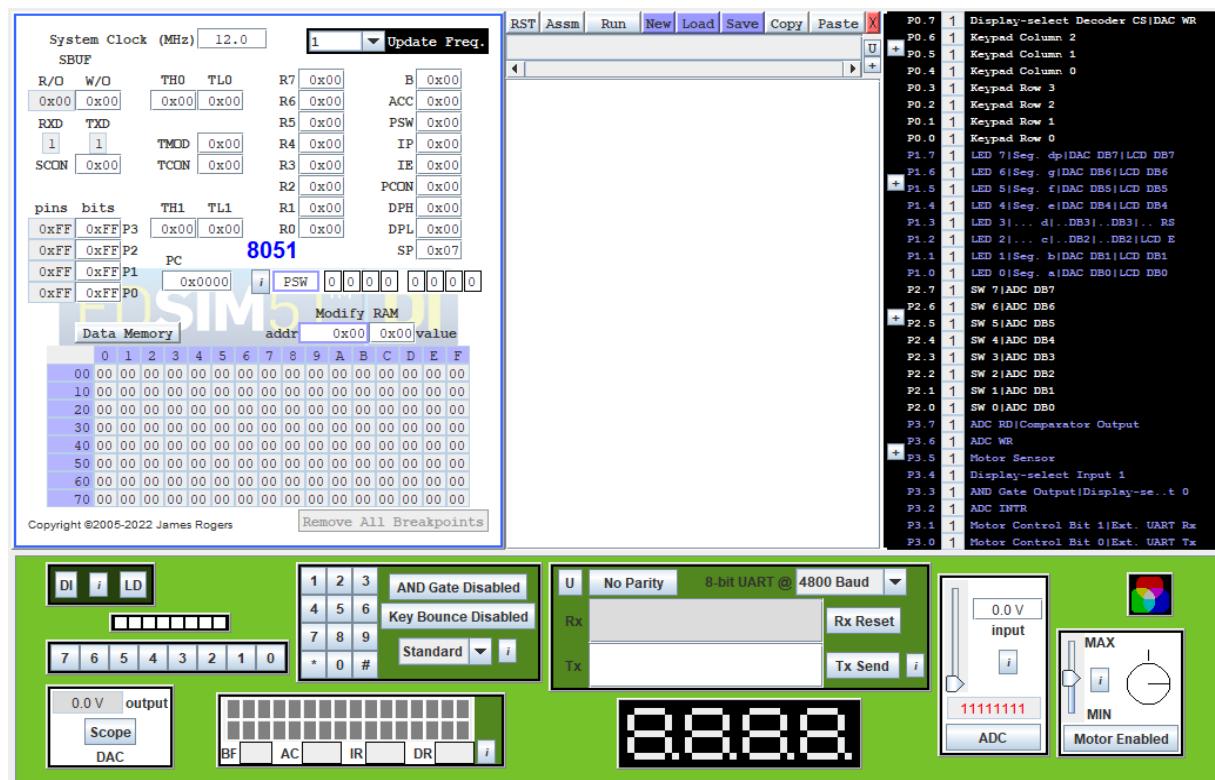 RST Assm Run New Load Save Copy Paste X
System Clock (MHz) 12.0 1 Update Freq.
U
+
SBUF
R/O W/O TH0 TL0 R7 0x00 B 0x00
0x00 0x00 0x00 0x00 R6 0x00 ACC 0x00
RXD TXD R5 0x00 PSW 0x00
1 1 TMOD 0x00 R4 0x00 IP 0x00
SCON 0x00 TCON 0x00 R3 0x00 IE 0x00
R2 0x00 PCON 0x00
pins bits TH1 TL1 R1 0x00 DPH 0x00
0xFF 0xFF P3 0x00 0x00 R0 0x00 DPL 0x00
0xFF 0xFF P2 8051 SP 0x07
PC
0xFF 0xFF P1 0x0000 i PSW 0 0 0 0 0 0 0 0
0xFF 0xFF P0
Modify RAM
Data Memory addr 0x00 0x00 value
0 1 2 3 4 5 6 7 8 9 A B C D E F
00 00 00 00 00 00 00 00 00 00 00 00 00 00 00 00 00
10 00 00 00 00 00 00 00 00 00 00 00 00 00 00 00 00
20 00 00 00 00 00 00 00 00 00 00 00 00 00 00 00 00
30 00 00 00 00 00 00 00 00 00 00 00 00 00 00 00 00
40 00 00 00 00 00 00 00 00 00 00 00 00 00 00 00 00
50 00 00 00 00 00 00 00 00 00 00 00 00 00 00 00 00
60 00 00 00 00 00 00 00 00 00 00 00 00 00 00 00 00
70 00 00 00 00 00 00 00 00 00 00 00 00 00 00 00 00
Copyright ©2005-2022 James Rogers Remove All Breakpoints
P0.7 1 Display-select Decoder CS|DAC WR
P0.6 1 Keypad Column 2
+
P0.5 1 Keypad Column 1
P0.4 1 Keypad Column 0
P0.3 1 Keypad Row 3
P0.2 1 Keypad Row 2
P0.1 1 Keypad Row 1
P0.0 1 Keypad Row 0
P1.7 1 LED 7|Seg. dp|DAC DB7|LCD DB7
P1.6 1 LED 6|Seg. g|DAC DB6|LCD DB6
+
P1.5 1 LED 5|Seg. f|DAC DB5|LCD DB5
P1.4 1 LED 4|Seg. e|DAC DB4|LCD DB4
P1.3 1 LED 3|... d|..DB3|..DB3|.. RS
P1.2 1 LED 2|... c|..DB2|..DB2|LCD E
P1.1 1 LED 1|Seg. b|DAC DB1|LCD DB1
P1.0 1 LED 0|Seg. a|DAC DB0|LCD DB0
P2.7 1 SW 7|ADC DB7
P2.6 1 SW 6|ADC DB6
+
P2.5 1 SW 5|ADC DB5
P2.4 1 SW 4|ADC DB4
P2.3 1 SW 3|ADC DB3
P2.2 1 SW 2|ADC DB2
P2.1 1 SW 1|ADC DB1
P2.0 1 SW 0|ADC DB0
P3.7 1 ADC RD|Comparator Output
P3.6 1 ADC WR
+
P3.5 1 Motor Sensor
P3.4 1 Display-select Input 1
P3.3 1 AND Gate Output|Display-se..t 0
P3.2 1 ADC INTR
P3.1 1 Motor Control Bit 1|Ext. UART Rx
P3.0 1 Motor Control Bit 0|Ext. UART Tx
DI i LD
7 6 5 4 3 2 1 0
0.0 V output
Scope
DAC
1 2 3 AND Gate Disabled
4 5 6 Key Bounce Disabled
7 8 9 Standard i
* 0 #
BF AC IR DR i
U No Parity 8-bit UART @ 4800 Baud
Rx Rx Reset
Tx Tx Send i
8.8.8.8.
0.0 V
input
i
11111111
ADC
MAX
i
MIN
Motor Enabled